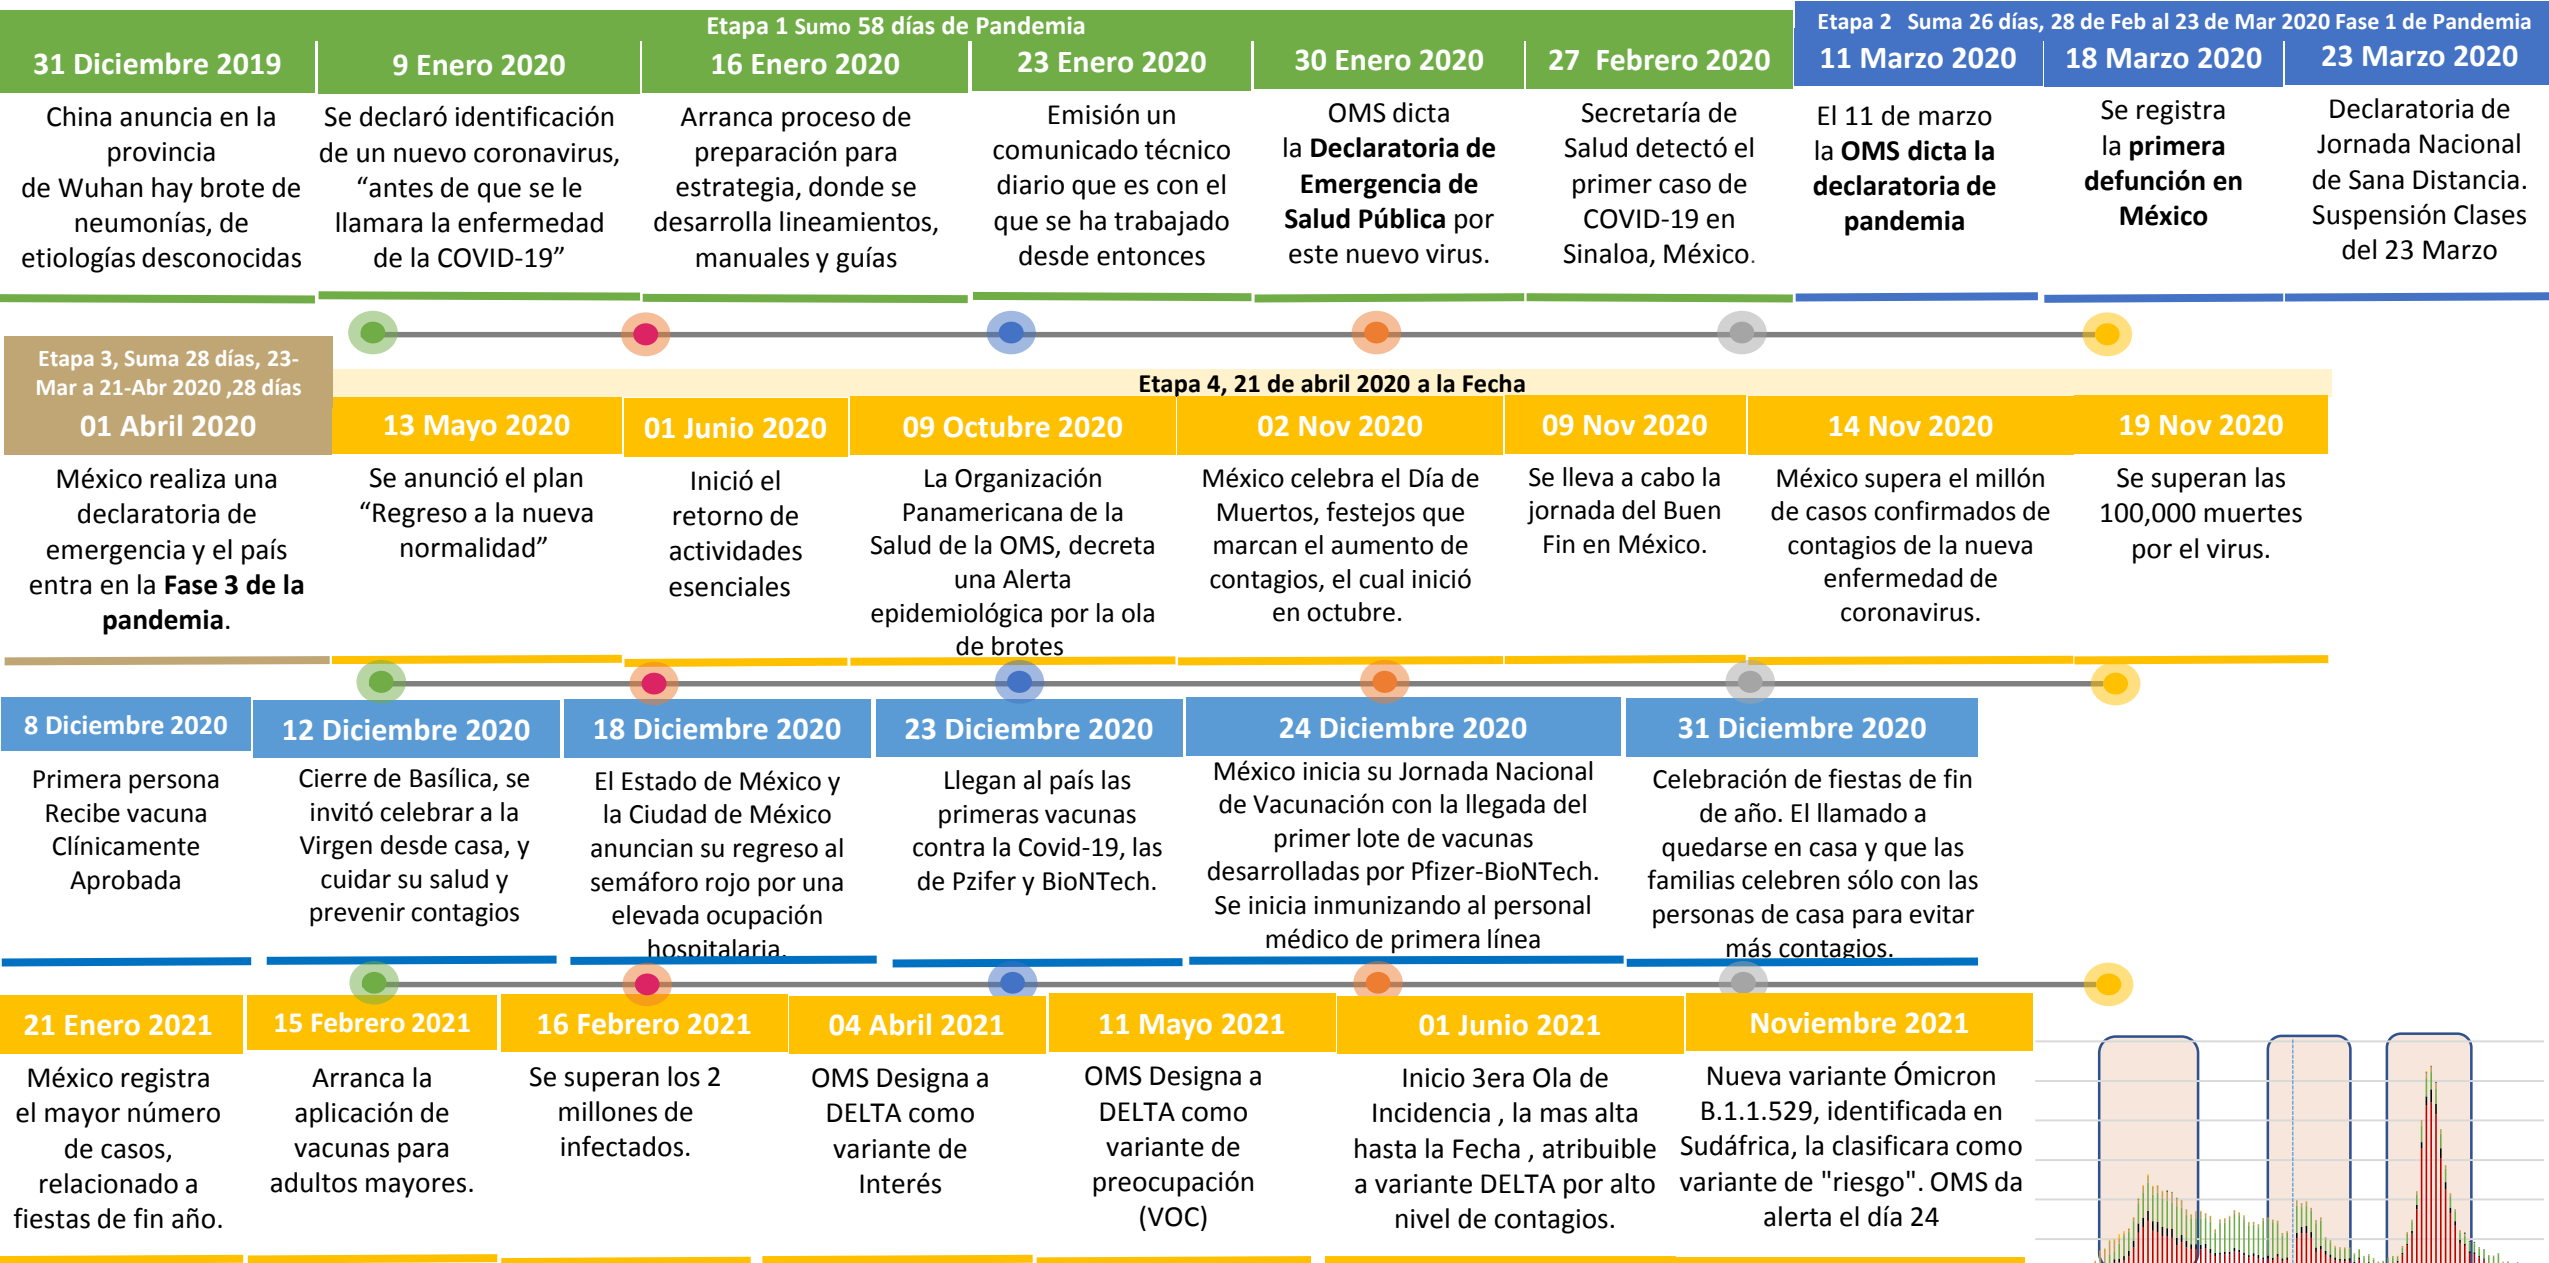 Etapa 1 Sumo 58 días de Pandemia
Etapa 2 Suma 26 días, 28 de Feb al 23 de Mar 2020 Fase 1 de Pandemia
31 Diciembre 2019
China anuncia en la
provincia
de Wuhan hay brote de
neumonías, de
etiologías desconocidas
9 Enero 2020
Se declaró identificación
de un nuevo coronavirus,
“antes de que se le
llamara la enfermedad
de la COVID-19”
16 Enero 2020
Arranca proceso de
preparación para
estrategia, donde se
desarrolla lineamientos,
manuales y guías
23 Enero 2020
Emisión un
comunicado técnico
diario que es con el
que se ha trabajado
desde entonces
30 Enero 2020
OMS dicta
la Declaratoria de
Emergencia de
Salud Pública por
este nuevo virus.
27 Febrero 2020
Secretaría de
Salud detectó el
primer caso de
COVID-19 en
Sinaloa, México.
11 Marzo 2020
El 11 de marzo
la OMS dicta la
declaratoria de
pandemia
18 Marzo 2020
Se registra
la primera
defunción en
México
23 Marzo 2020
Declaratoria de
Jornada Nacional
de Sana Distancia.
Suspensión Clases
del 23 Marzo
Etapa 3, Suma 28 días, 23-
Mar a 21-Abr 2020 ,28 días
Etapa 4, 21 de abril 2020 a la Fecha
01 Abril 2020
México realiza una
declaratoria de
emergencia y el país
entra en la Fase 3 de la
pandemia.
13 Mayo 2020
Se anunció el plan
“Regreso a la nueva
normalidad”
01 Junio 2020
Inició el
retorno de
actividades
esenciales
09 Octubre 2020
La Organización
Panamericana de la
Salud de la OMS, decreta
una Alerta
epidemiológica por la ola
de brotes
02 Nov 2020
México celebra el Día de
Muertos, festejos que
marcan el aumento de
contagios, el cual inició
en octubre.
09 Nov 2020
Se lleva a cabo la
jornada del Buen
Fin en México.
14 Nov 2020
México supera el millón
de casos confirmados de
contagios de la nueva
enfermedad de
coronavirus.
19 Nov 2020
Se superan las
100,000 muertes
por el virus.
8 Diciembre 2020
Primera persona
Recibe vacuna
Clínicamente
Aprobada
12 Diciembre 2020
Cierre de Basílica, se
invitó celebrar a la
Virgen desde casa, y
cuidar su salud y
prevenir contagios
18 Diciembre 2020
El Estado de México y
la Ciudad de México
anuncian su regreso al
semáforo rojo por una
elevada ocupación
hospitalaria.
23 Diciembre 2020
Llegan al país las
primeras vacunas
contra la Covid-19, las
de Pzifer y BioNTech.
24 Diciembre 2020
México inicia su Jornada Nacional
de Vacunación con la llegada del
primer lote de vacunas
desarrolladas por Pfizer-BioNTech.
Se inicia inmunizando al personal
médico de primera línea
31 Diciembre 2020
Celebración de fiestas de fin
de año. El llamado a
quedarse en casa y que las
familias celebren sólo con las
personas de casa para evitar
más contagios.
21 Enero 2021
México registra
el mayor número
de casos,
relacionado a
fiestas de fin año.
15 Febrero 2021
Arranca la
aplicación de
vacunas para
adultos mayores.
16 Febrero 2021
Se superan los 2
millones de
infectados.
04 Abril 2021
OMS Designa a
DELTA como
variante de
Interés
11 Mayo 2021
OMS Designa a
DELTA como
variante de
preocupación
(VOC)
01 Junio 2021
Inicio 3era Ola de
Incidencia , la mas alta
hasta la Fecha , atribuible
a variante DELTA por alto
nivel de contagios.
Noviembre 2021
Nueva variante Ómicron
B.1.1.529, identificada en
Sudáfrica, la clasificara como
variante de "riesgo". OMS da
alerta el día 24